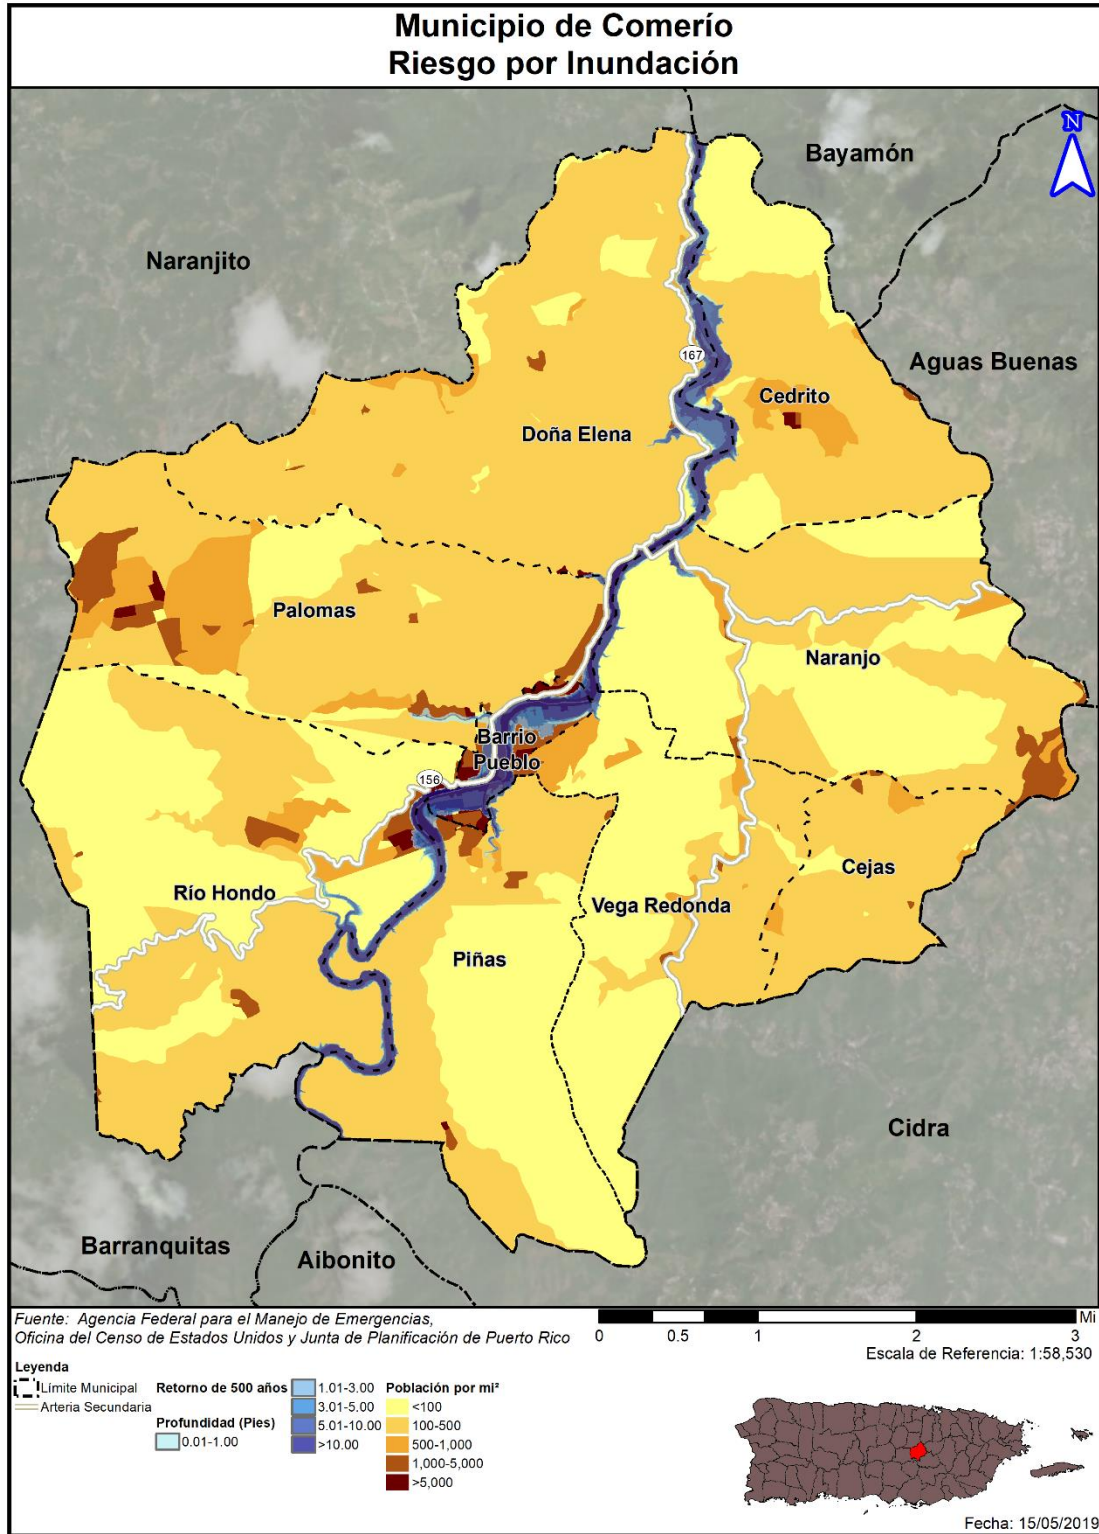 Municipio de Comerío
Riesgo por Inundación
N
Bayamón
Naranjito
Aguas Buenas
167
Cedrito
Doña Elena
Palomas
Naranjo
Barrio
Pueblo
156
Cejas
Río Hondo
Vega Redonda
Piñas
Cidra
Barranquitas
Aibonito
Fuente: Agencia Federal para el Manejo de Emergencias,
Oficina del Censo de Estados Unidos y Junta de Planificación de Puerto Rico
0 0.5 1 2 3 Mi
Escala de Referencia: 1:58,530
Leyenda
Límite Municipal
Arteria Secundaria
Retorno de 500 años
Profundidad (Pies)
0.01-1.00
1.01-3.00
3.01-5.00
5.01-10.00
>10.00
Población por mi²
<100
100-500
500-1,000
1,000-5,000
>5,000
Fecha: 15/05/2019